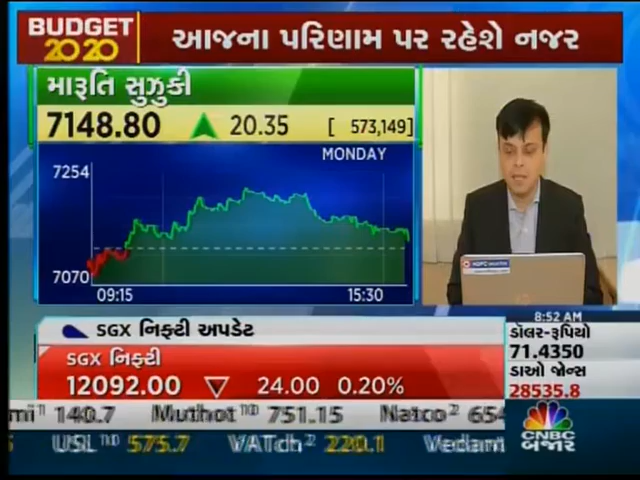 BUDGET
2020
આજના પરિણામ પર રહેશે નજર
મારૂતિ સુઝુકી
7148.80 20.35 [ 573,149]
MONDAY
7254
7070
09:15 15:30
8:52 AM
SGX નિફ્ટી અપડેટ
SGX નિફ્ટી
12092.00 24.00 0.20%
ડૉલર-રૂપિયો
71.4350
ડાઓ જોન્સ
28535.8
140.7 Muthot 751.15 Natco 654
USL 575.7 VATch 220.1 Vedant
CNBC
બજાર